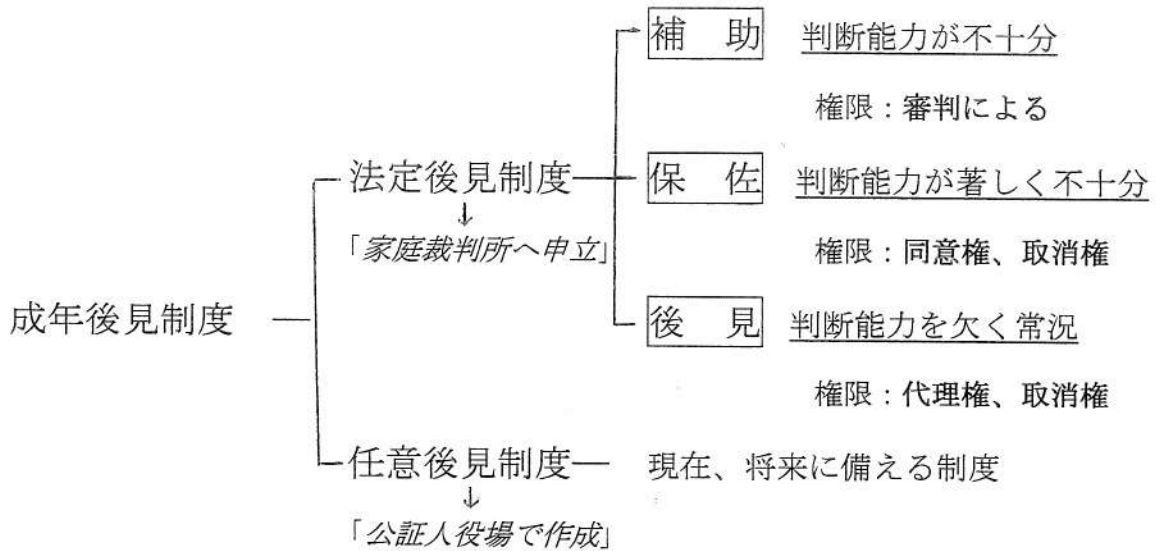 補　助　判断能力が不十分
権限：審判による
法定後見制度　保　佐　判断能力が著しく不十分
「家庭裁判所へ申立」　権限：同意権、取消権
成年後見制度　後　見　判断能力を欠く常況
権限：代理権、取消権
任意後見制度　現在、将来に備える制度
「公証人役場で作成」